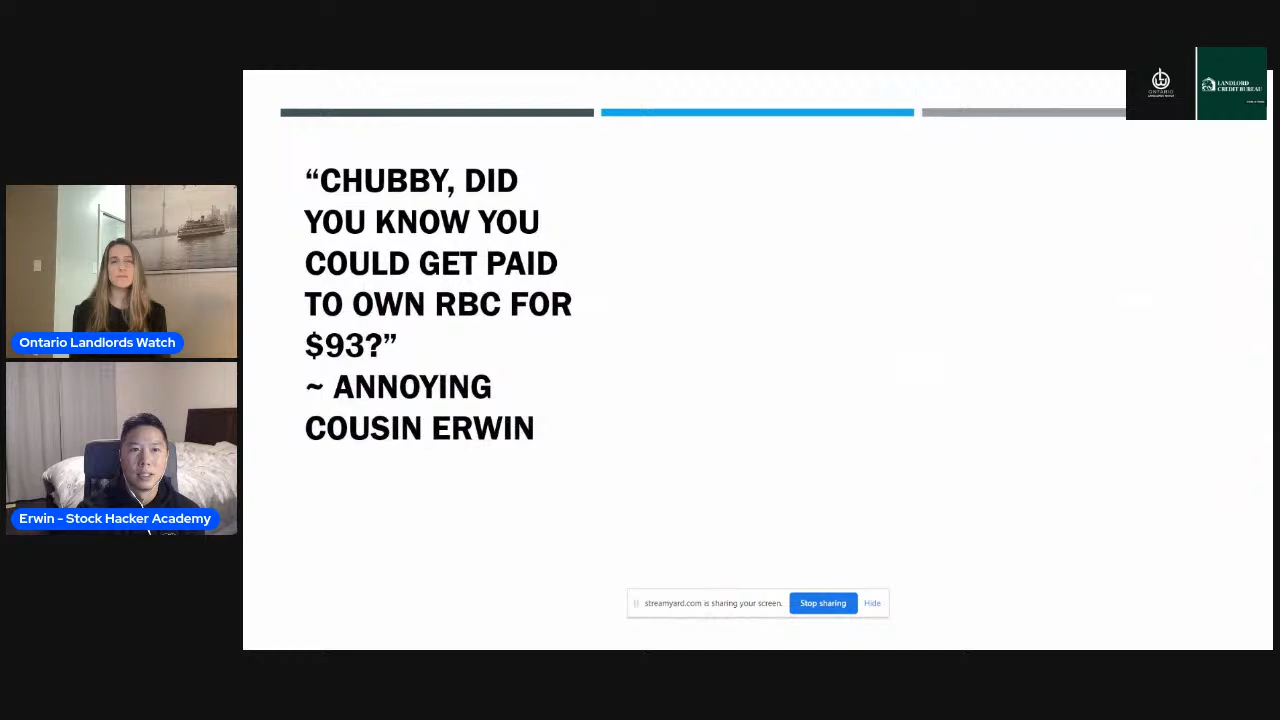 LANDLORD
CREDIT BUREAU
ONTARIO
“CHUBBY, DID
YOU KNOW YOU
COULD GET PAID
TO OWN RBC FOR
$93?”
~ ANNOYING
COUSIN ERWIN
Ontario Landlords Watch
Erwin - Stock Hacker Academy
streamyard.com is sharing your screen.
Stop sharing
Hide